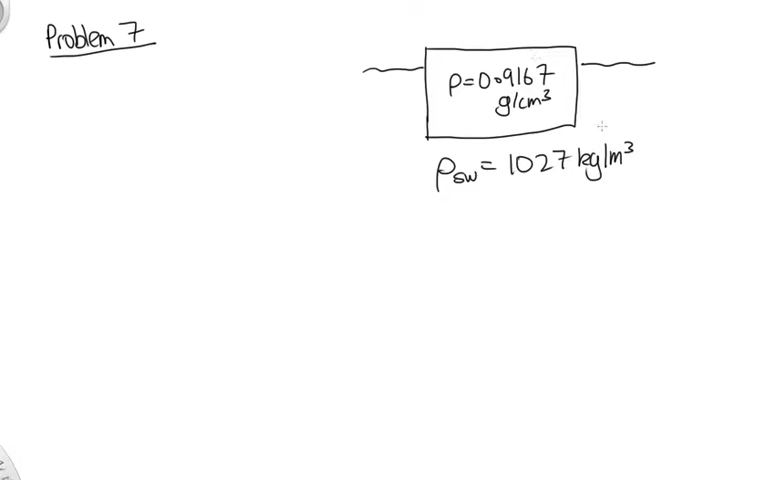 Problem 7
ρ=0.9167
g/cm³
ρsw = 1027 kg/m³